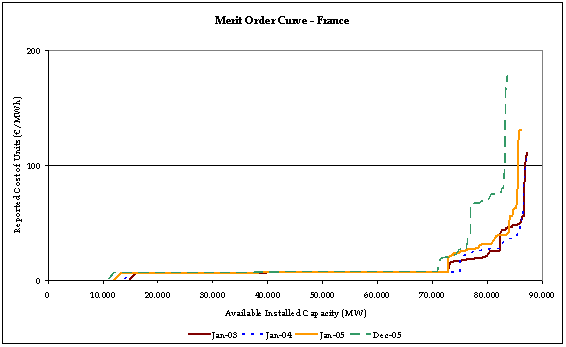 Merit Order Curve - France
Reported Cost of Units (€/MWh)
200
100
0
0 10.000 20.000 30.000 40.000 50.000 60.000 70.000 80.000 90.000
Available Installed Capacity (MW)
Jan-03 Jan-04 Jan-05 Dec-05